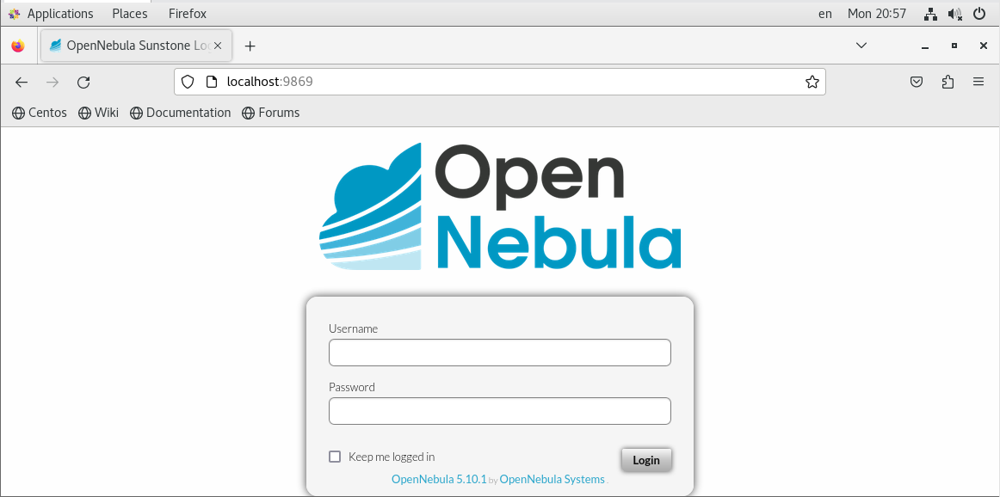 Applications Places Firefox en Mon 20:57
OpenNebula Sunstone Lo
localhost:9869
Centos Wiki Documentation Forums
Open
Nebula
Username
Password
Keep me logged in Login
OpenNebula 5.10.1 by OpenNebula Systems .